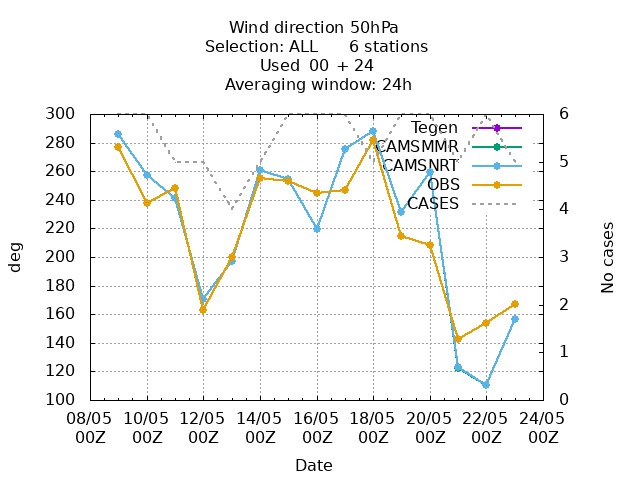 Wind direction 50hPa
Selection: ALL 6 stations
Used 00 + 24
Averaging window: 24h
300
280
260
240
220
200
180
160
140
120
100
deg
6
5
4
3
2
1
0
No cases
Tegen
CAMSMMR
CAMSNRT
OBS
CASES
08/05 10/05 12/05 14/05 16/05 18/05 20/05 22/05 24/05
00Z 00Z 00Z 00Z 00Z 00Z 00Z 00Z 00Z
Date